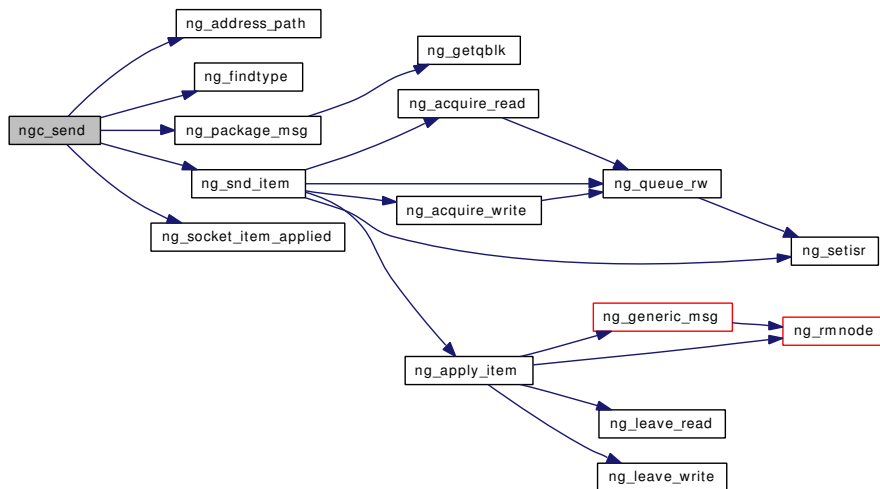 ng_address_path
ng_getqblk
ng_findtype
ng_acquire_read
ngc_send
ng_package_msg
ng_snd_item
ng_queue_rw
ng_acquire_write
ng_socket_item_applied
ng_setisr
ng_generic_msg
ng_rmnode
ng_apply_item
ng_leave_read
ng_leave_write